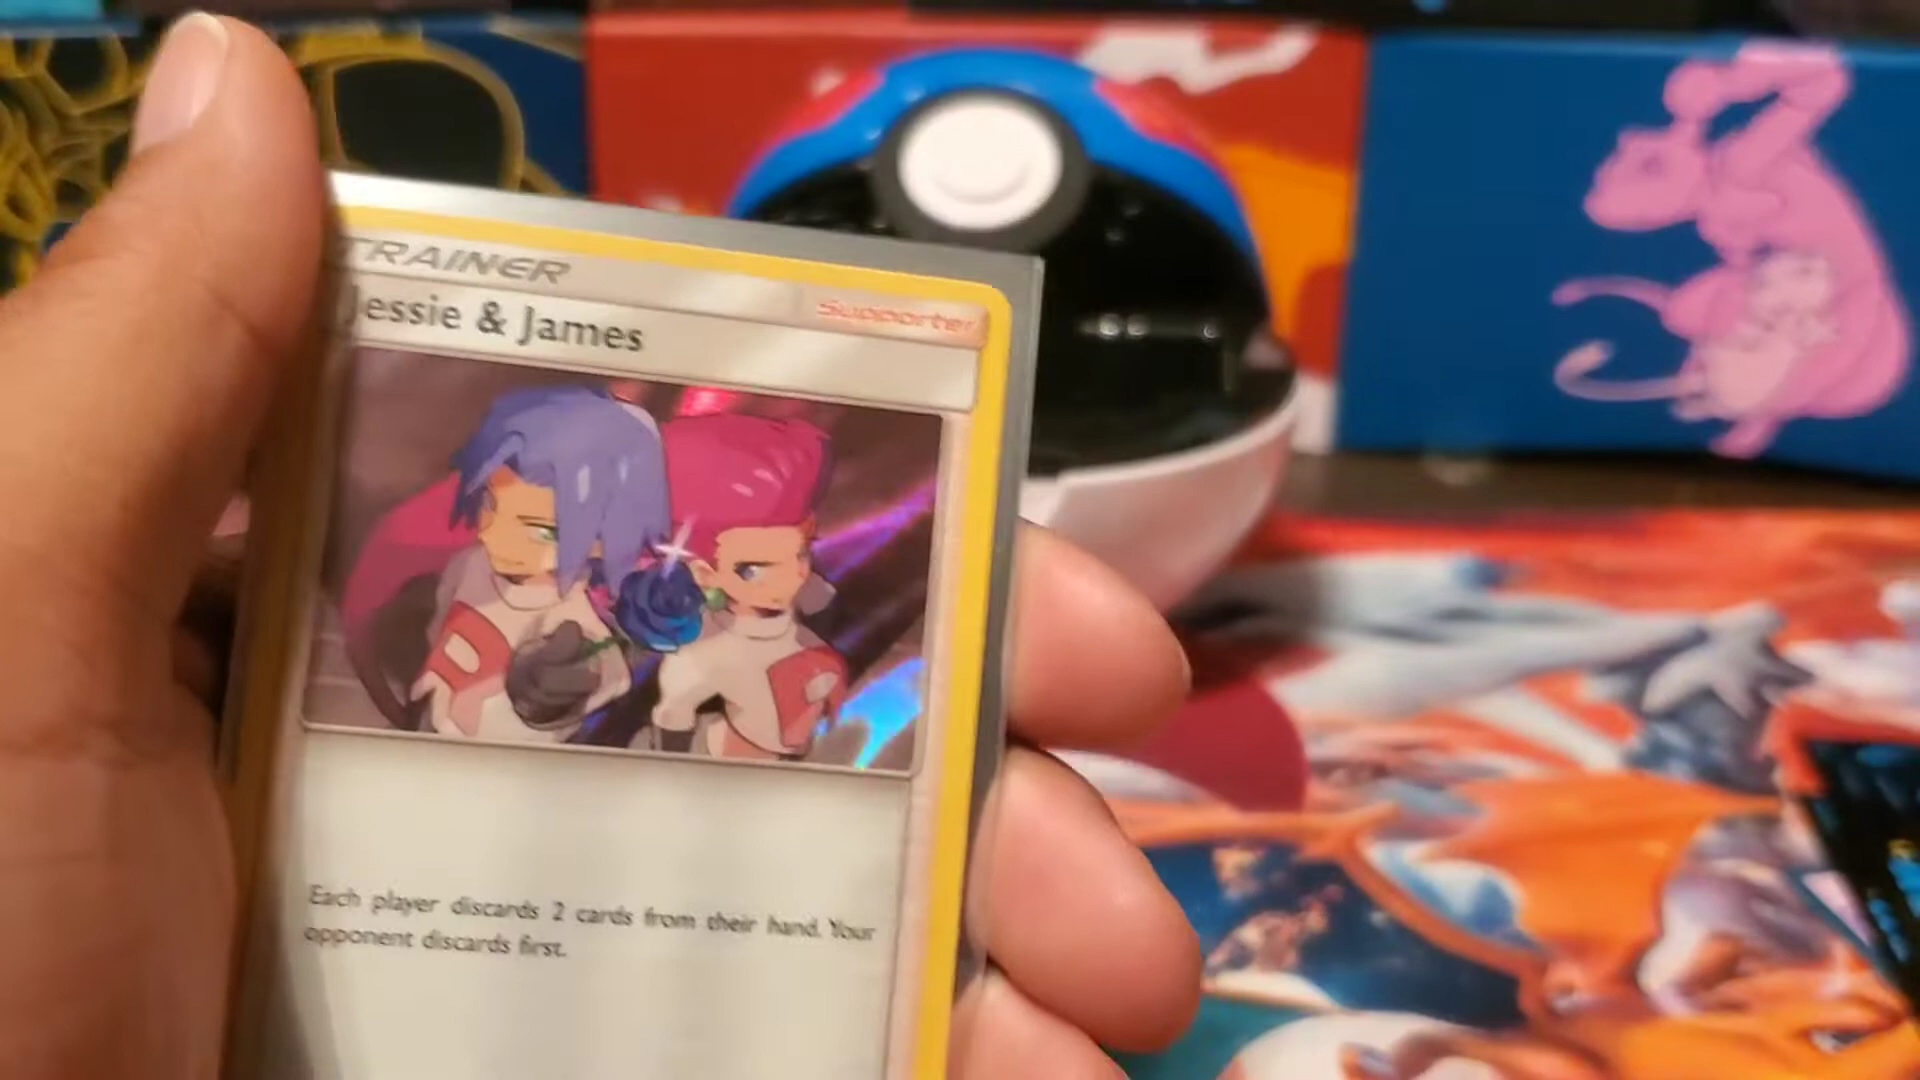 TRAINER
Supporter
Jessie & James
R
R
Each player discards 2 cards from their hand. Your
opponent discards first.